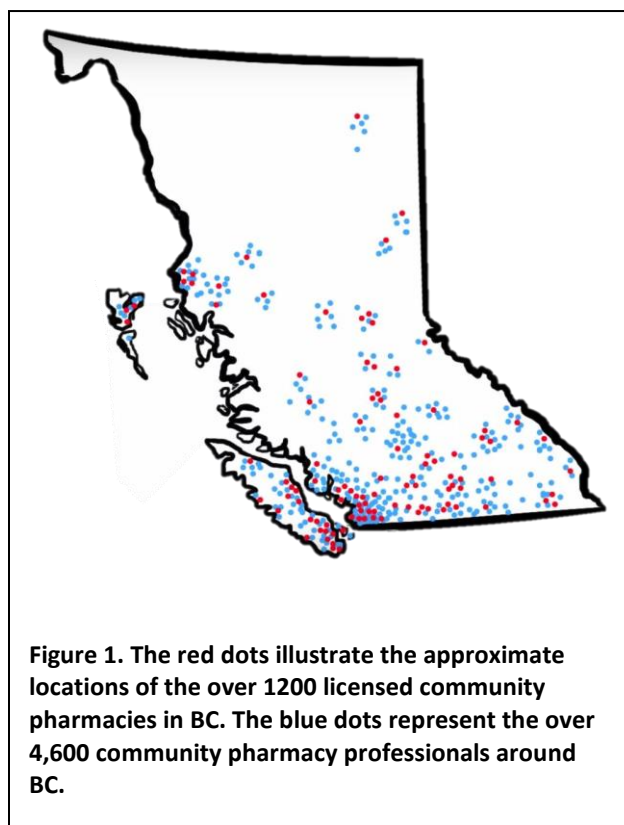 Figure 1. The red dots illustrate the approximate
locations of the over 1200 licensed community
pharmacies in BC. The blue dots represent the over
4,600 community pharmacy professionals around
BC.